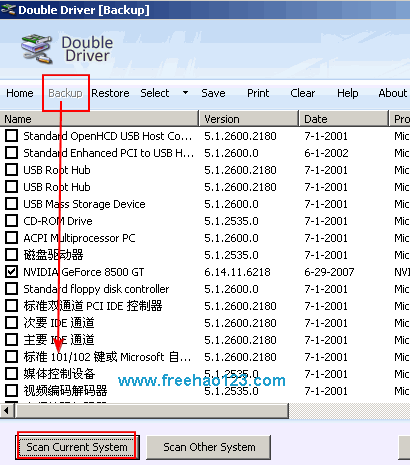 Double Driver [Backup]
Double
Driver
Home Backup Restore Select Save Print Clear Help About
Name Version Date Pro
Standard OpenHCD USB Host Co... 5.1.2600.2180 7-1-2001 Mic
Standard Enhanced PCI to USB H... 5.1.2600.0 6-1-2002 Mic
USB Root Hub 5.1.2600.2180 7-1-2001 Mic
USB Root Hub 5.1.2600.2180 7-1-2001 Mic
USB Mass Storage Device 5.1.2600.0 7-1-2001 Mic
CD-ROM Drive 5.1.2535.0 7-1-2001 Mic
ACPI Multiprocessor PC 5.1.2600.2180 7-1-2001 Mic
磁盘驱动器 5.1.2535.0 7-1-2001 Mic
NVIDIA GeForce 8500 GT 6.14.11.6218 6-29-2007 NVI
Standard floppy disk controller 5.1.2600.0 7-1-2001 Mic
标准双通道 PCI IDE 控制器 5.1.2600.2180 7-1-2001 Mic
次要 IDE 通道 5.1.2600.2180 7-1-2001 Mic
主要 IDE 通道 5.1.2600.2180 7-1-2001 Mic
标准 101/102 键或 Microsoft 自... 5.1.2600.2180 7-1-2001 Mic
媒体控制设备 5.1.2535.0 7-1-2001 Mic
视频编码解码器 5.1.2535.0 7-1-2001 Mic
www.freehao123.com
Scan Current System Scan Other System